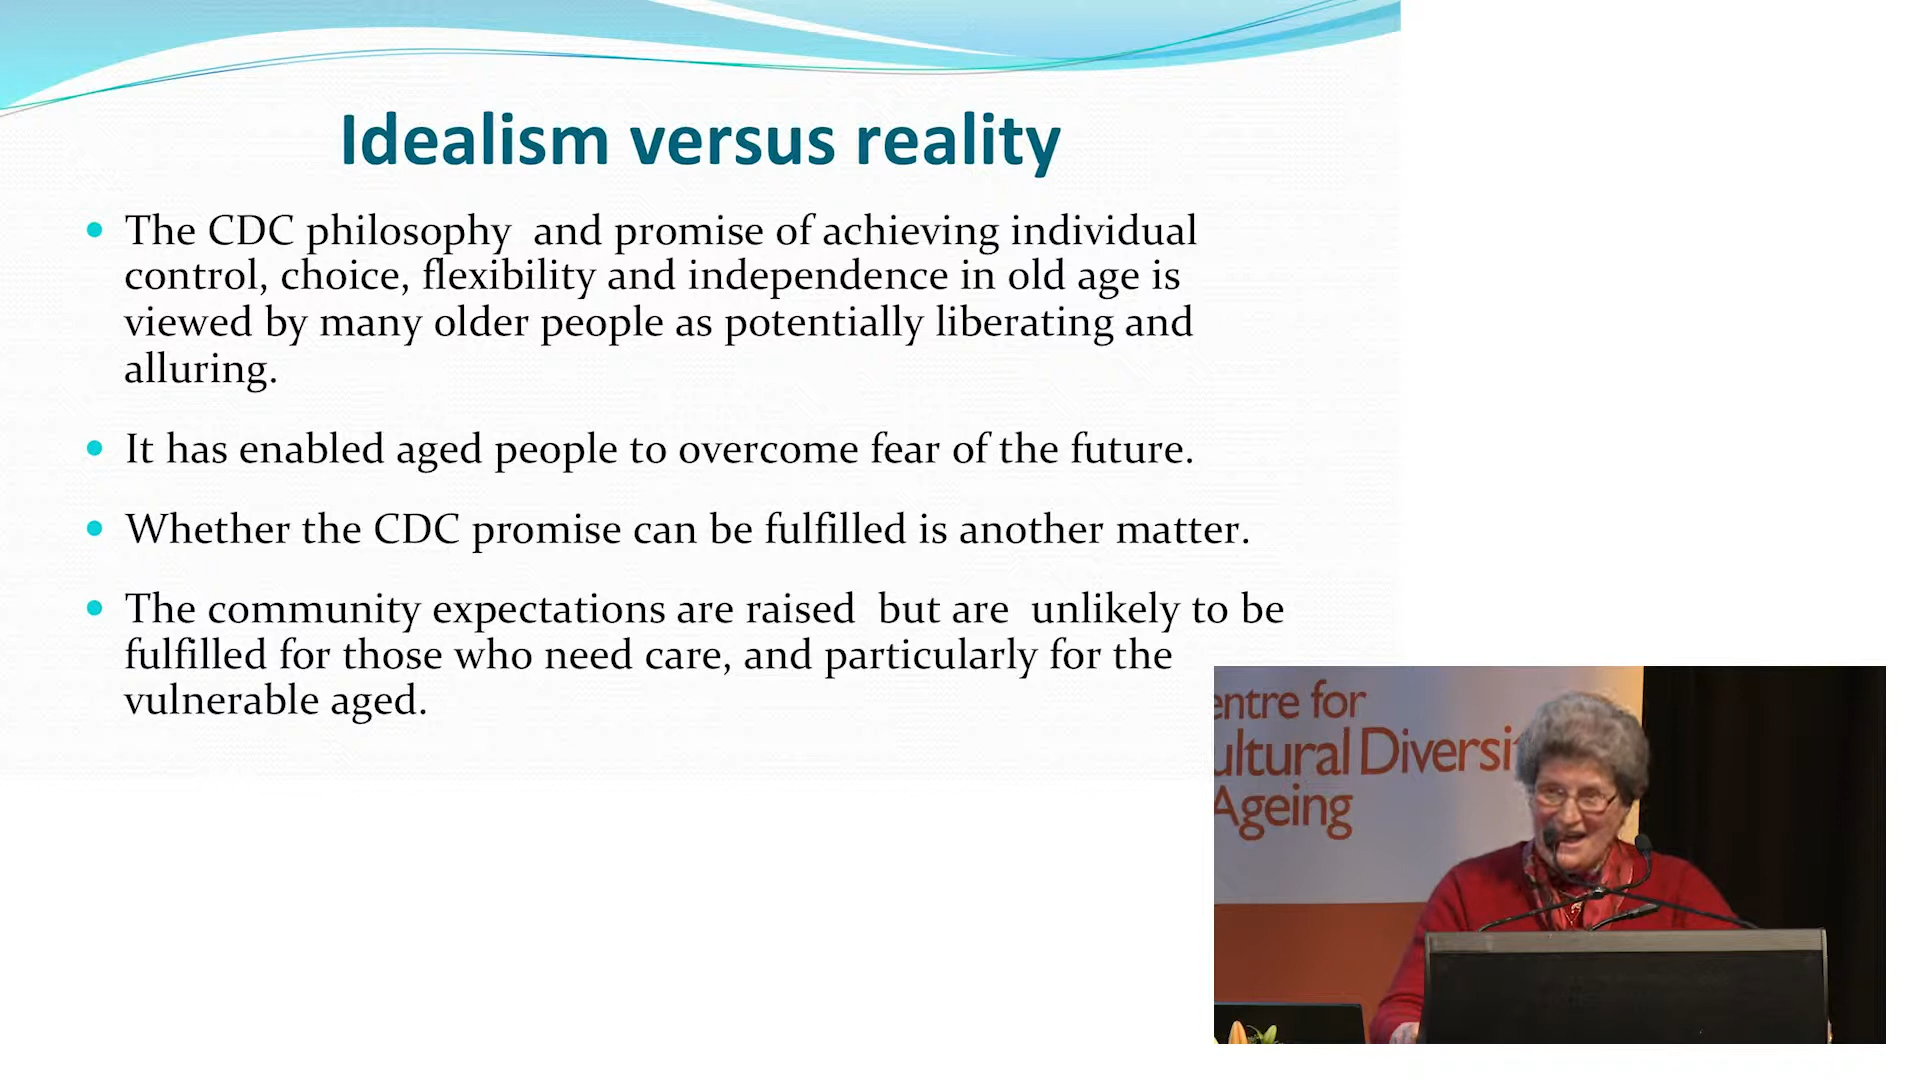 Idealism versus reality
• The CDC philosophy  and promise of achieving individual
control, choice, flexibility and independence in old age is
viewed by many older people as potentially liberating and
alluring.
• It has enabled aged people to overcome fear of the future.
• Whether the CDC promise can be fulfilled is another matter.
• The community expectations are raised  but are  unlikely to be
fulfilled for those who need care, and particularly for the
vulnerable aged.
entre for
ultural Diversi
Ageing